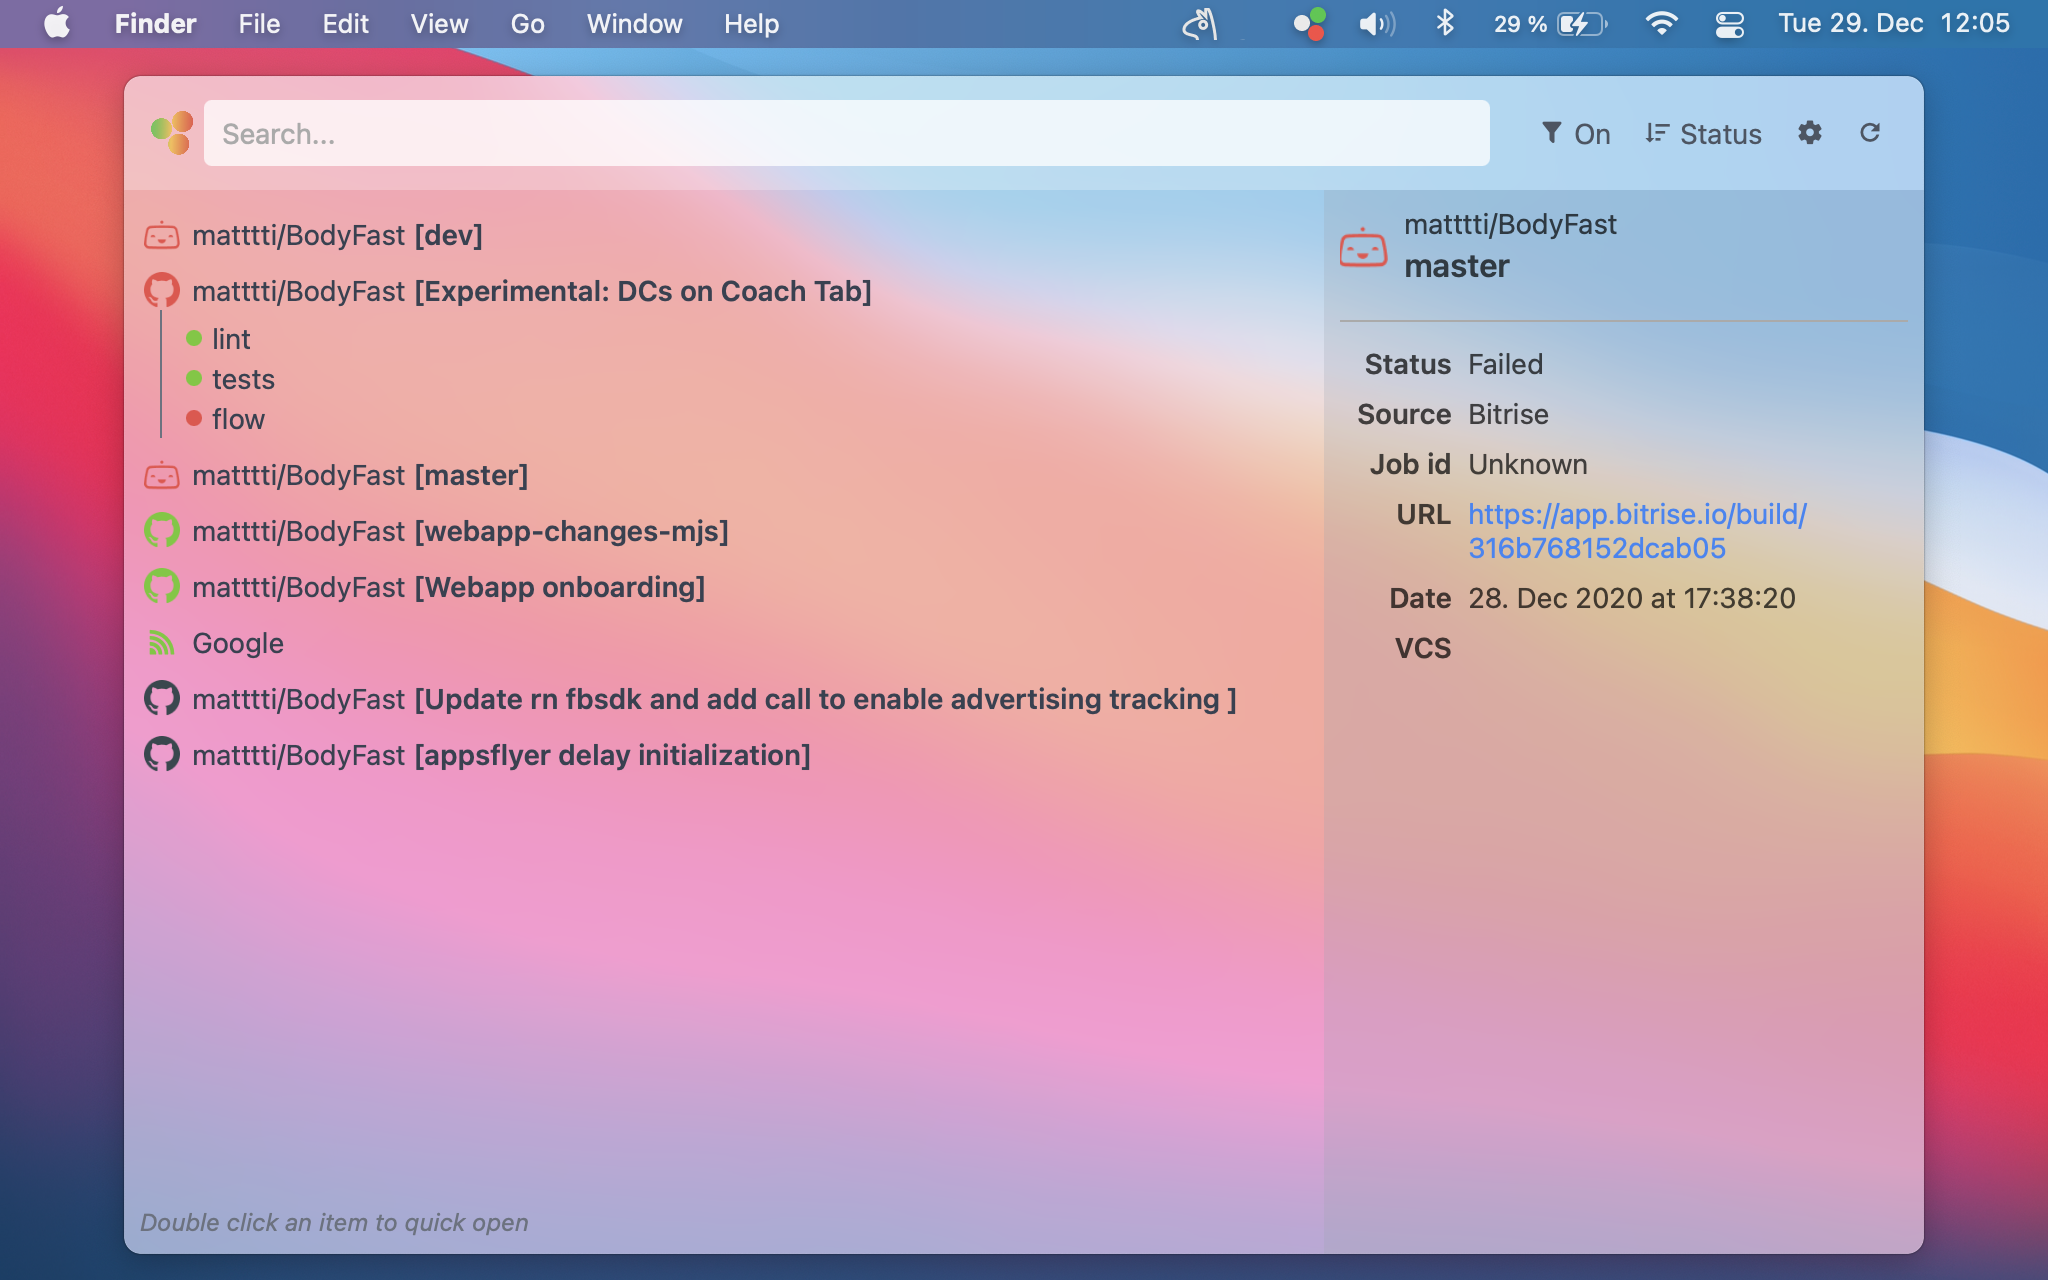 Finder File Edit View Go Window Help 29 % Tue 29. Dec 12:05
Search...
On Status
matttti/BodyFast [dev]
matttti/BodyFast [Experimental: DCs on Coach Tab]
lint
tests
flow
matttti/BodyFast [master]
matttti/BodyFast [webapp-changes-mjs]
matttti/BodyFast [Webapp onboarding]
Google
matttti/BodyFast [Update rn fbsdk and add call to enable advertising tracking ]
matttti/BodyFast [appsflyer delay initialization]
Double click an item to quick open
matttti/BodyFast
master
Status Failed
Source Bitrise
Job id Unknown
URL https://app.bitrise.io/build/
316b768152dcab05
Date 28. Dec 2020 at 17:38:20
VCS